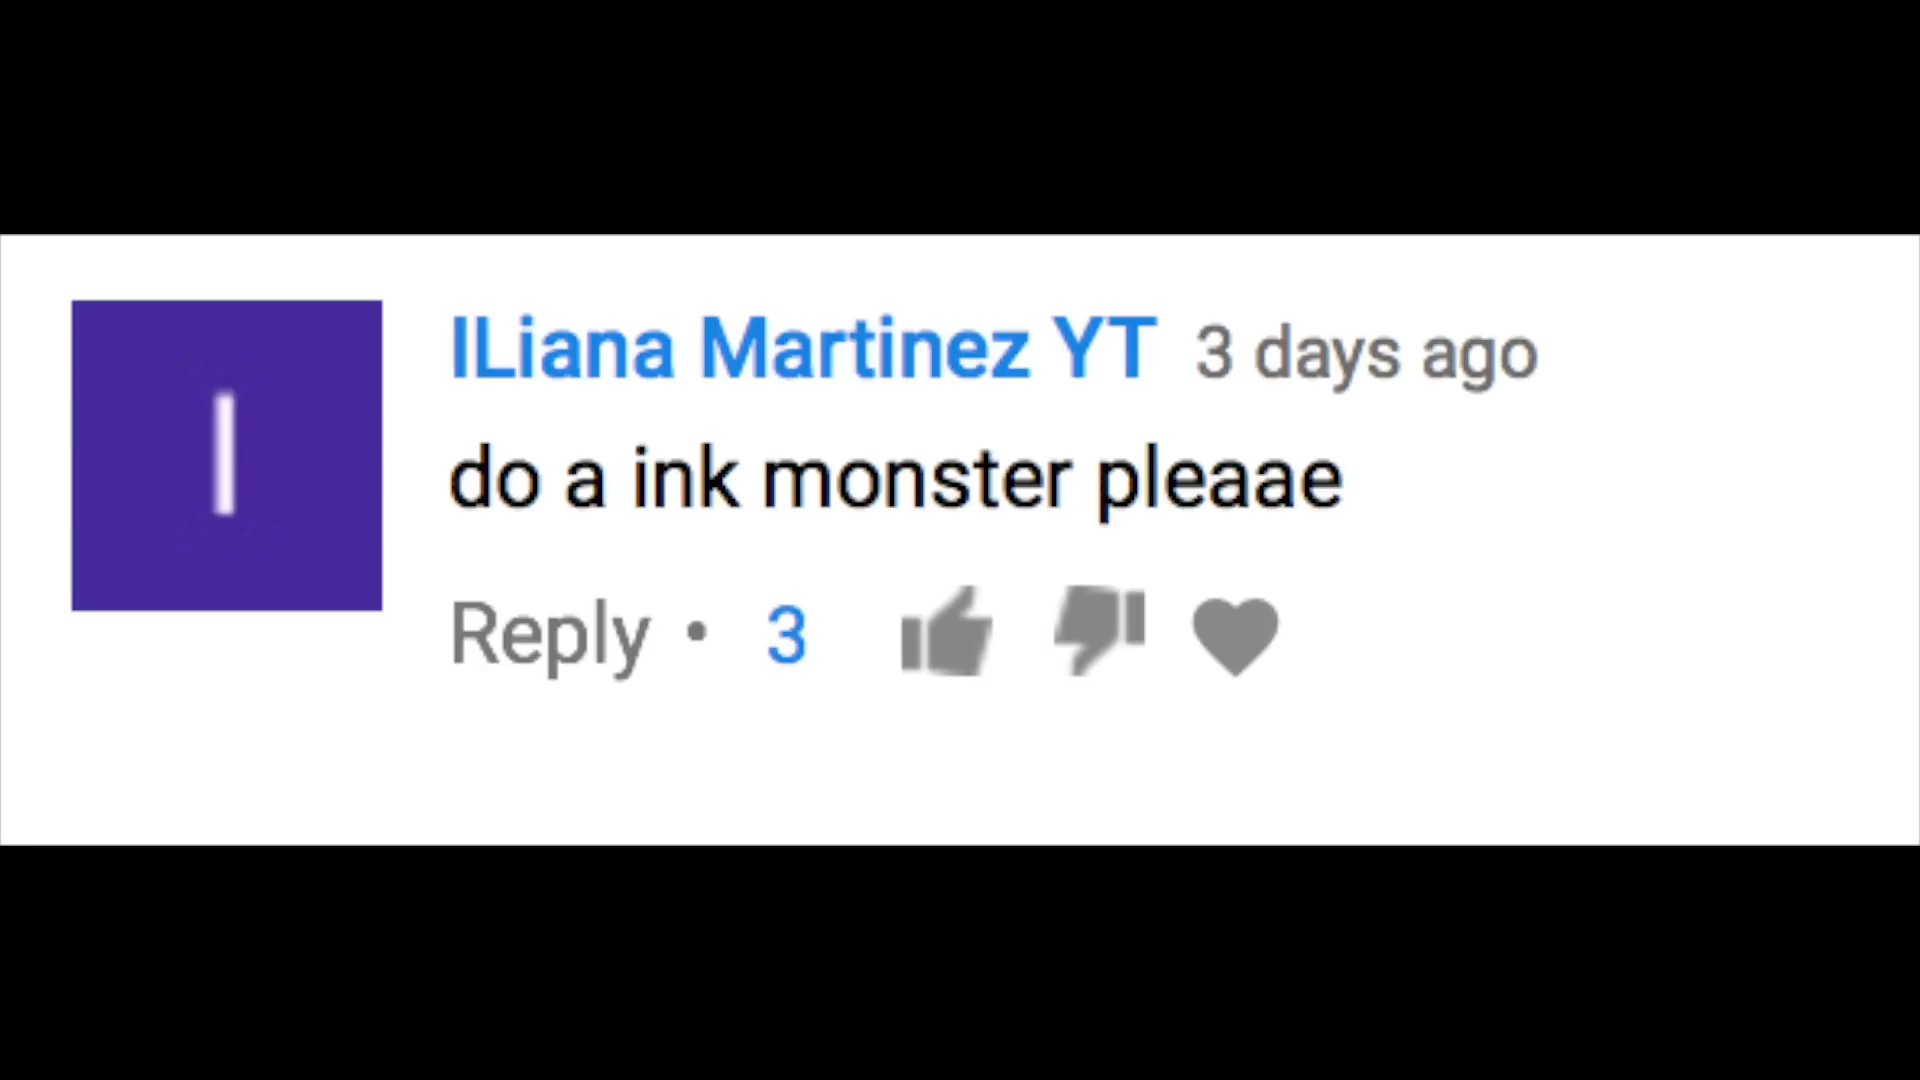 I
ILiana Martinez YT 3 days ago
do a ink monster pleaae
Reply • 3